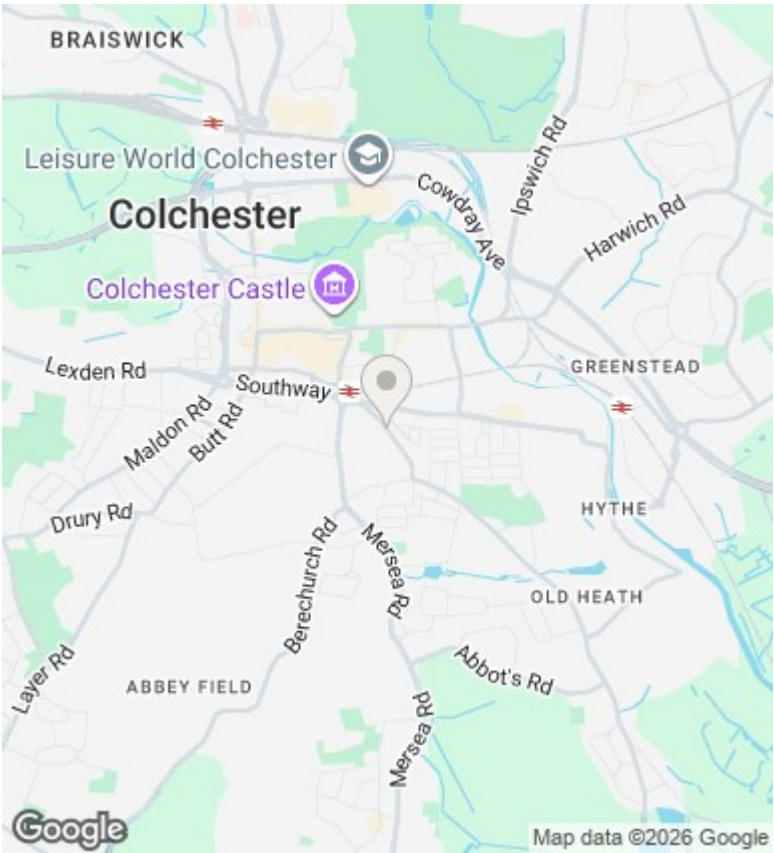 BRAISWICK
Leisure World Colchester
Cowdray Ave
Ipswich Rd
Harwich Rd
Colchester
Colchester Castle
Lexden Rd
Southway
GREENSTEAD
Maldon Rd
Butt Rd
Drury Rd
HYTHE
Berechurch Rd
Mersea Rd
OLD HEATH
Layer Rd
ABBEY FIELD
Abbot's Rd
Mersea Rd
Google
Map data ©2026 Google